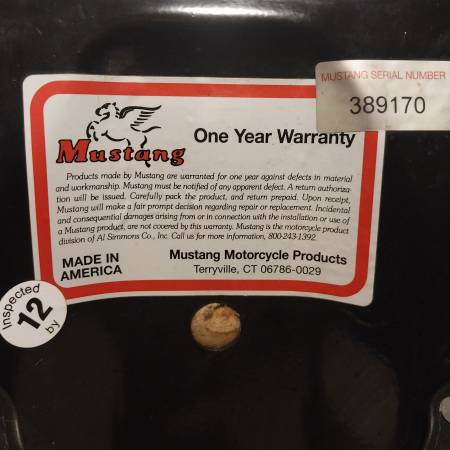 MUSTANG SERIAL NUMBER
389170
Mustang
One Year Warranty
Products made by Mustang are warranted for one year against defects in material
and workmanship. Mustang must be notified of any apparent defect. A return authoriza-
tion will be issued. Carefully pack the product, and return prepaid. Upon receipt,
Mustang will make a fair prompt decision regarding repair or replacement. Incidental
and consequential damages arising from or in connection with the installation or use of
a Mustang product, are not covered by this warranty. Mustang is the motorcycle product
division of Al Simmons Co., Inc. Call us for more information, 800-243-1392.
MADE IN
AMERICA
Mustang Motorcycle Products
Terryville, CT 06786-0029
Inspected
12
by